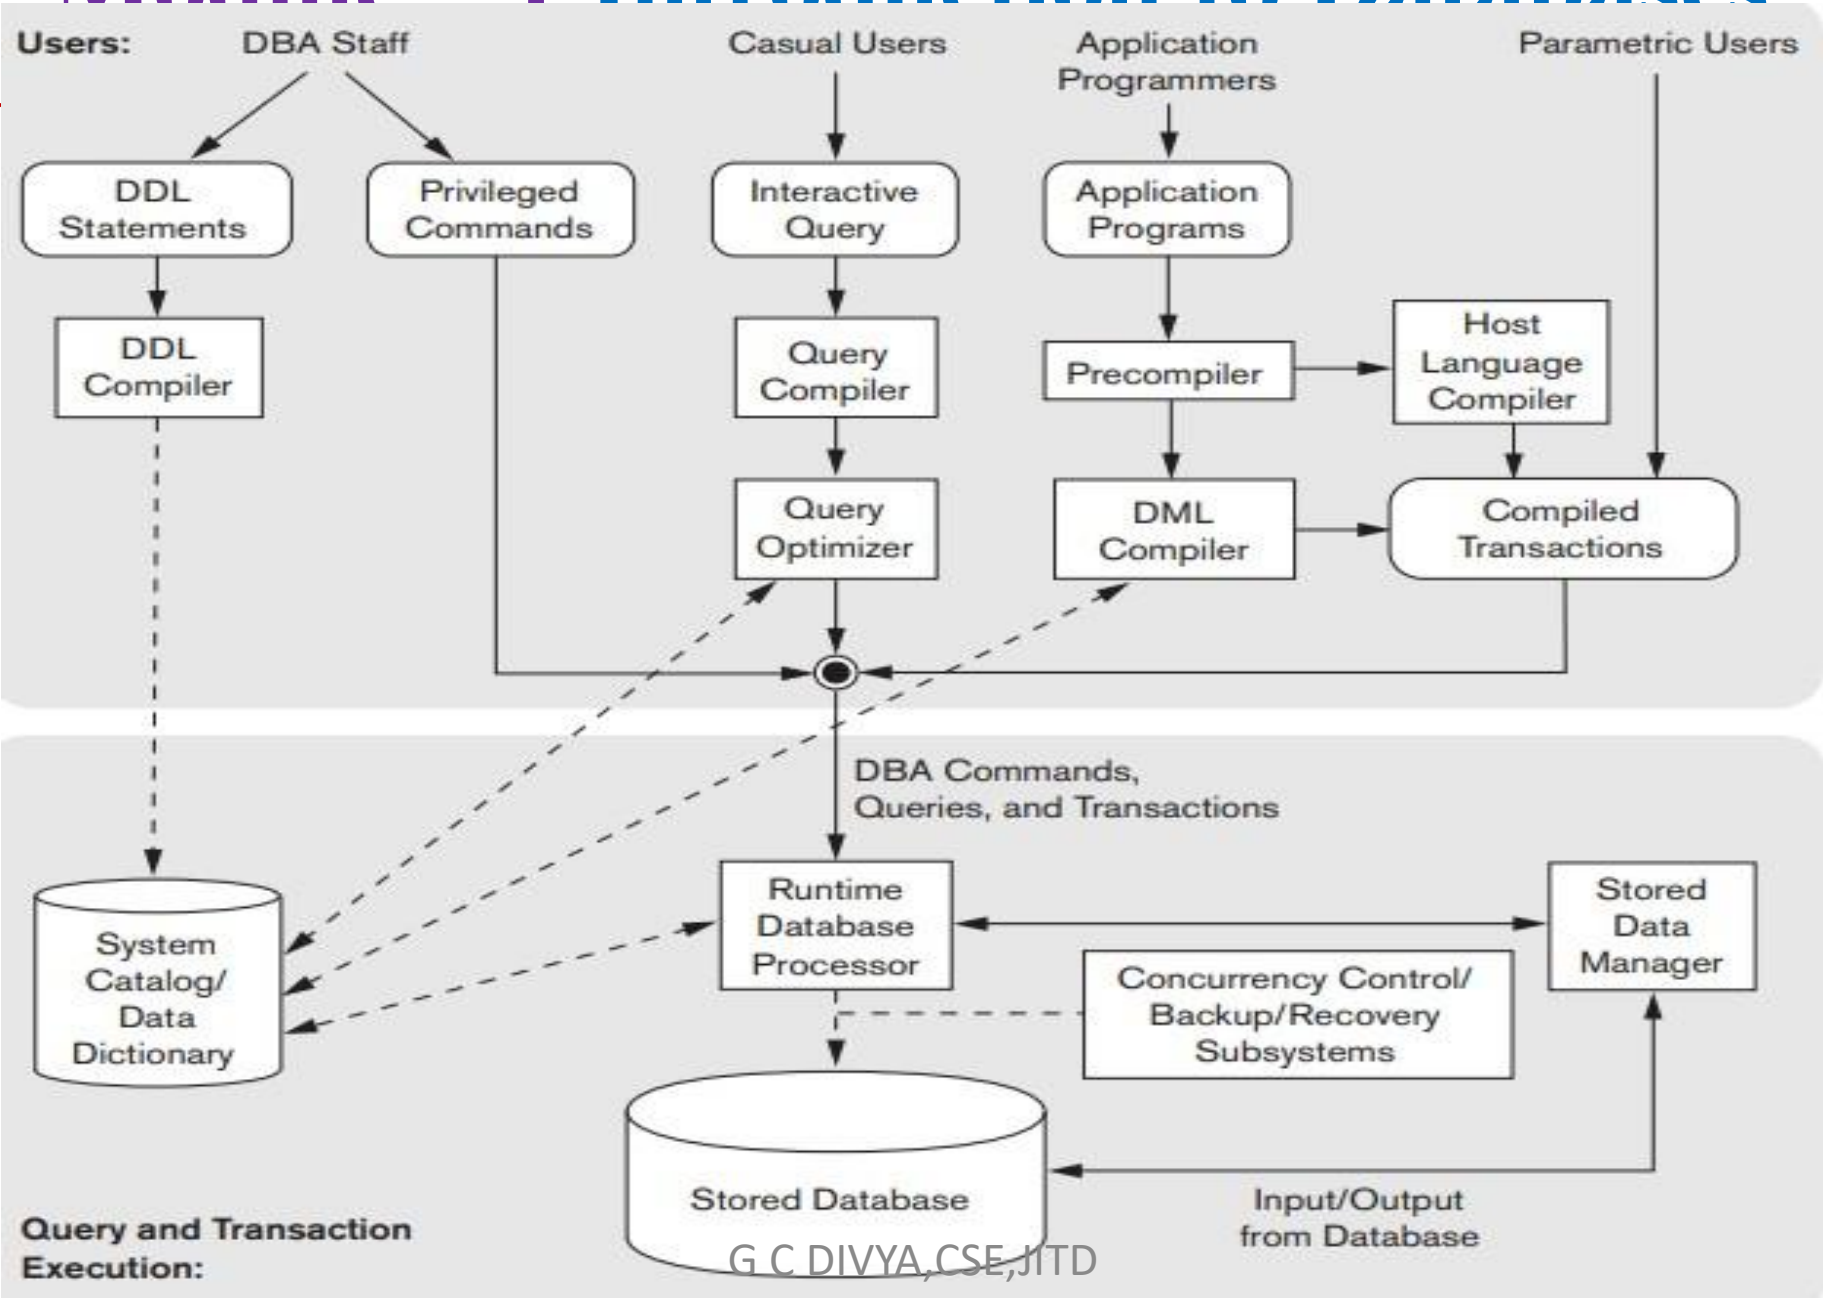 Users:
DBA Staff
Casual Users
Application
Programmers
Parametric Users
DDL
Statements
Privileged
Commands
Interactive
Query
Application
Programs
DDL
Compiler
Query
Compiler
Precompiler
Host
Language
Compiler
Query
Optimizer
DML
Compiler
Compiled
Transactions
DBA Commands,
Queries, and Transactions
System
Catalog/
Data
Dictionary
Runtime
Database
Processor
Stored
Data
Manager
Concurrency Control/
Backup/Recovery
Subsystems
Stored Database
Input/Output
from Database
Query and Transaction
Execution:
G C DIVYA,CSE,JITD